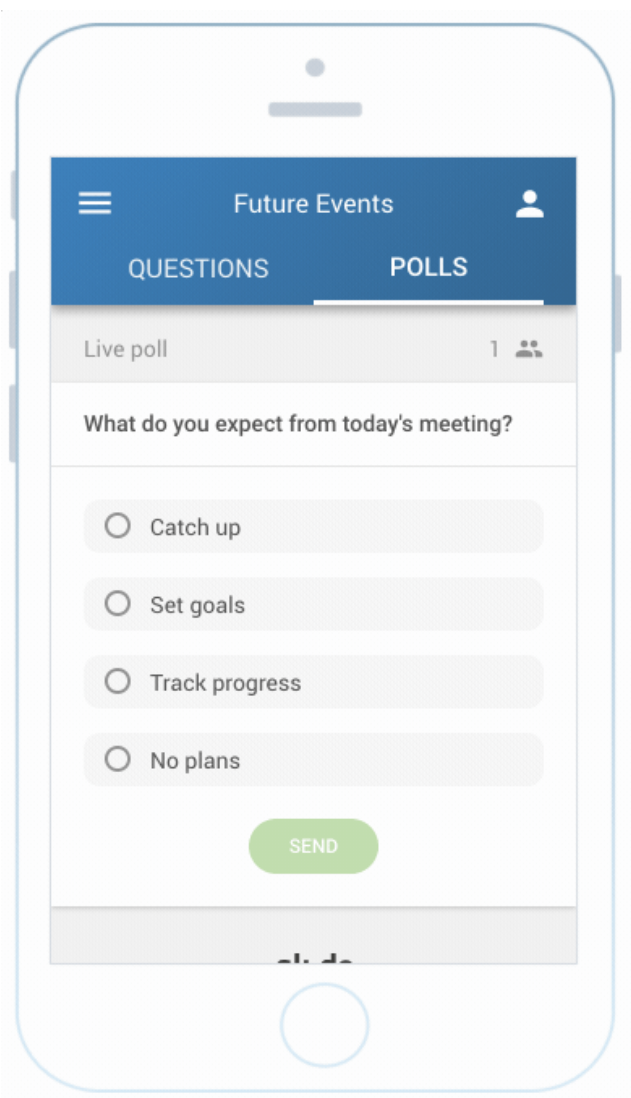 Future Events
QUESTIONS POLLS
Live poll 1
What do you expect from today's meeting?
Catch up
Set goals
Track progress
No plans
SEND